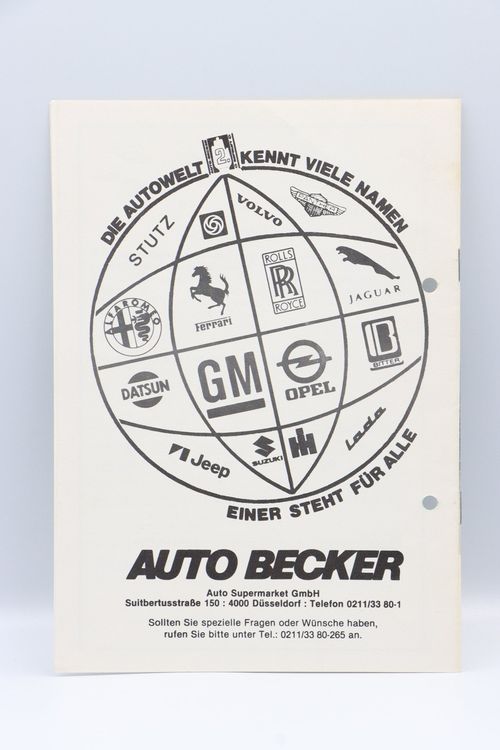 DIE AUTOWELT 2. KENNT VIELE NAMEN
STUTZ
VOLVO
PANTHER
Ferrari
ROLLS
RR
ROYCE
JAGUAR
ALFA ROMEO
DATSUN
GM
OPEL
B
BITTER
Jeep
SUZUKI
IH
Lada
EINER STEHT FÜR ALLE
AUTO BECKER
Auto Supermarket GmbH
Suitbertusstraße 150 : 4000 Düsseldorf : Telefon 0211/33 80-1
Sollten Sie spezielle Fragen oder Wünsche haben,
rufen Sie bitte unter Tel.: 0211/33 80-265 an.